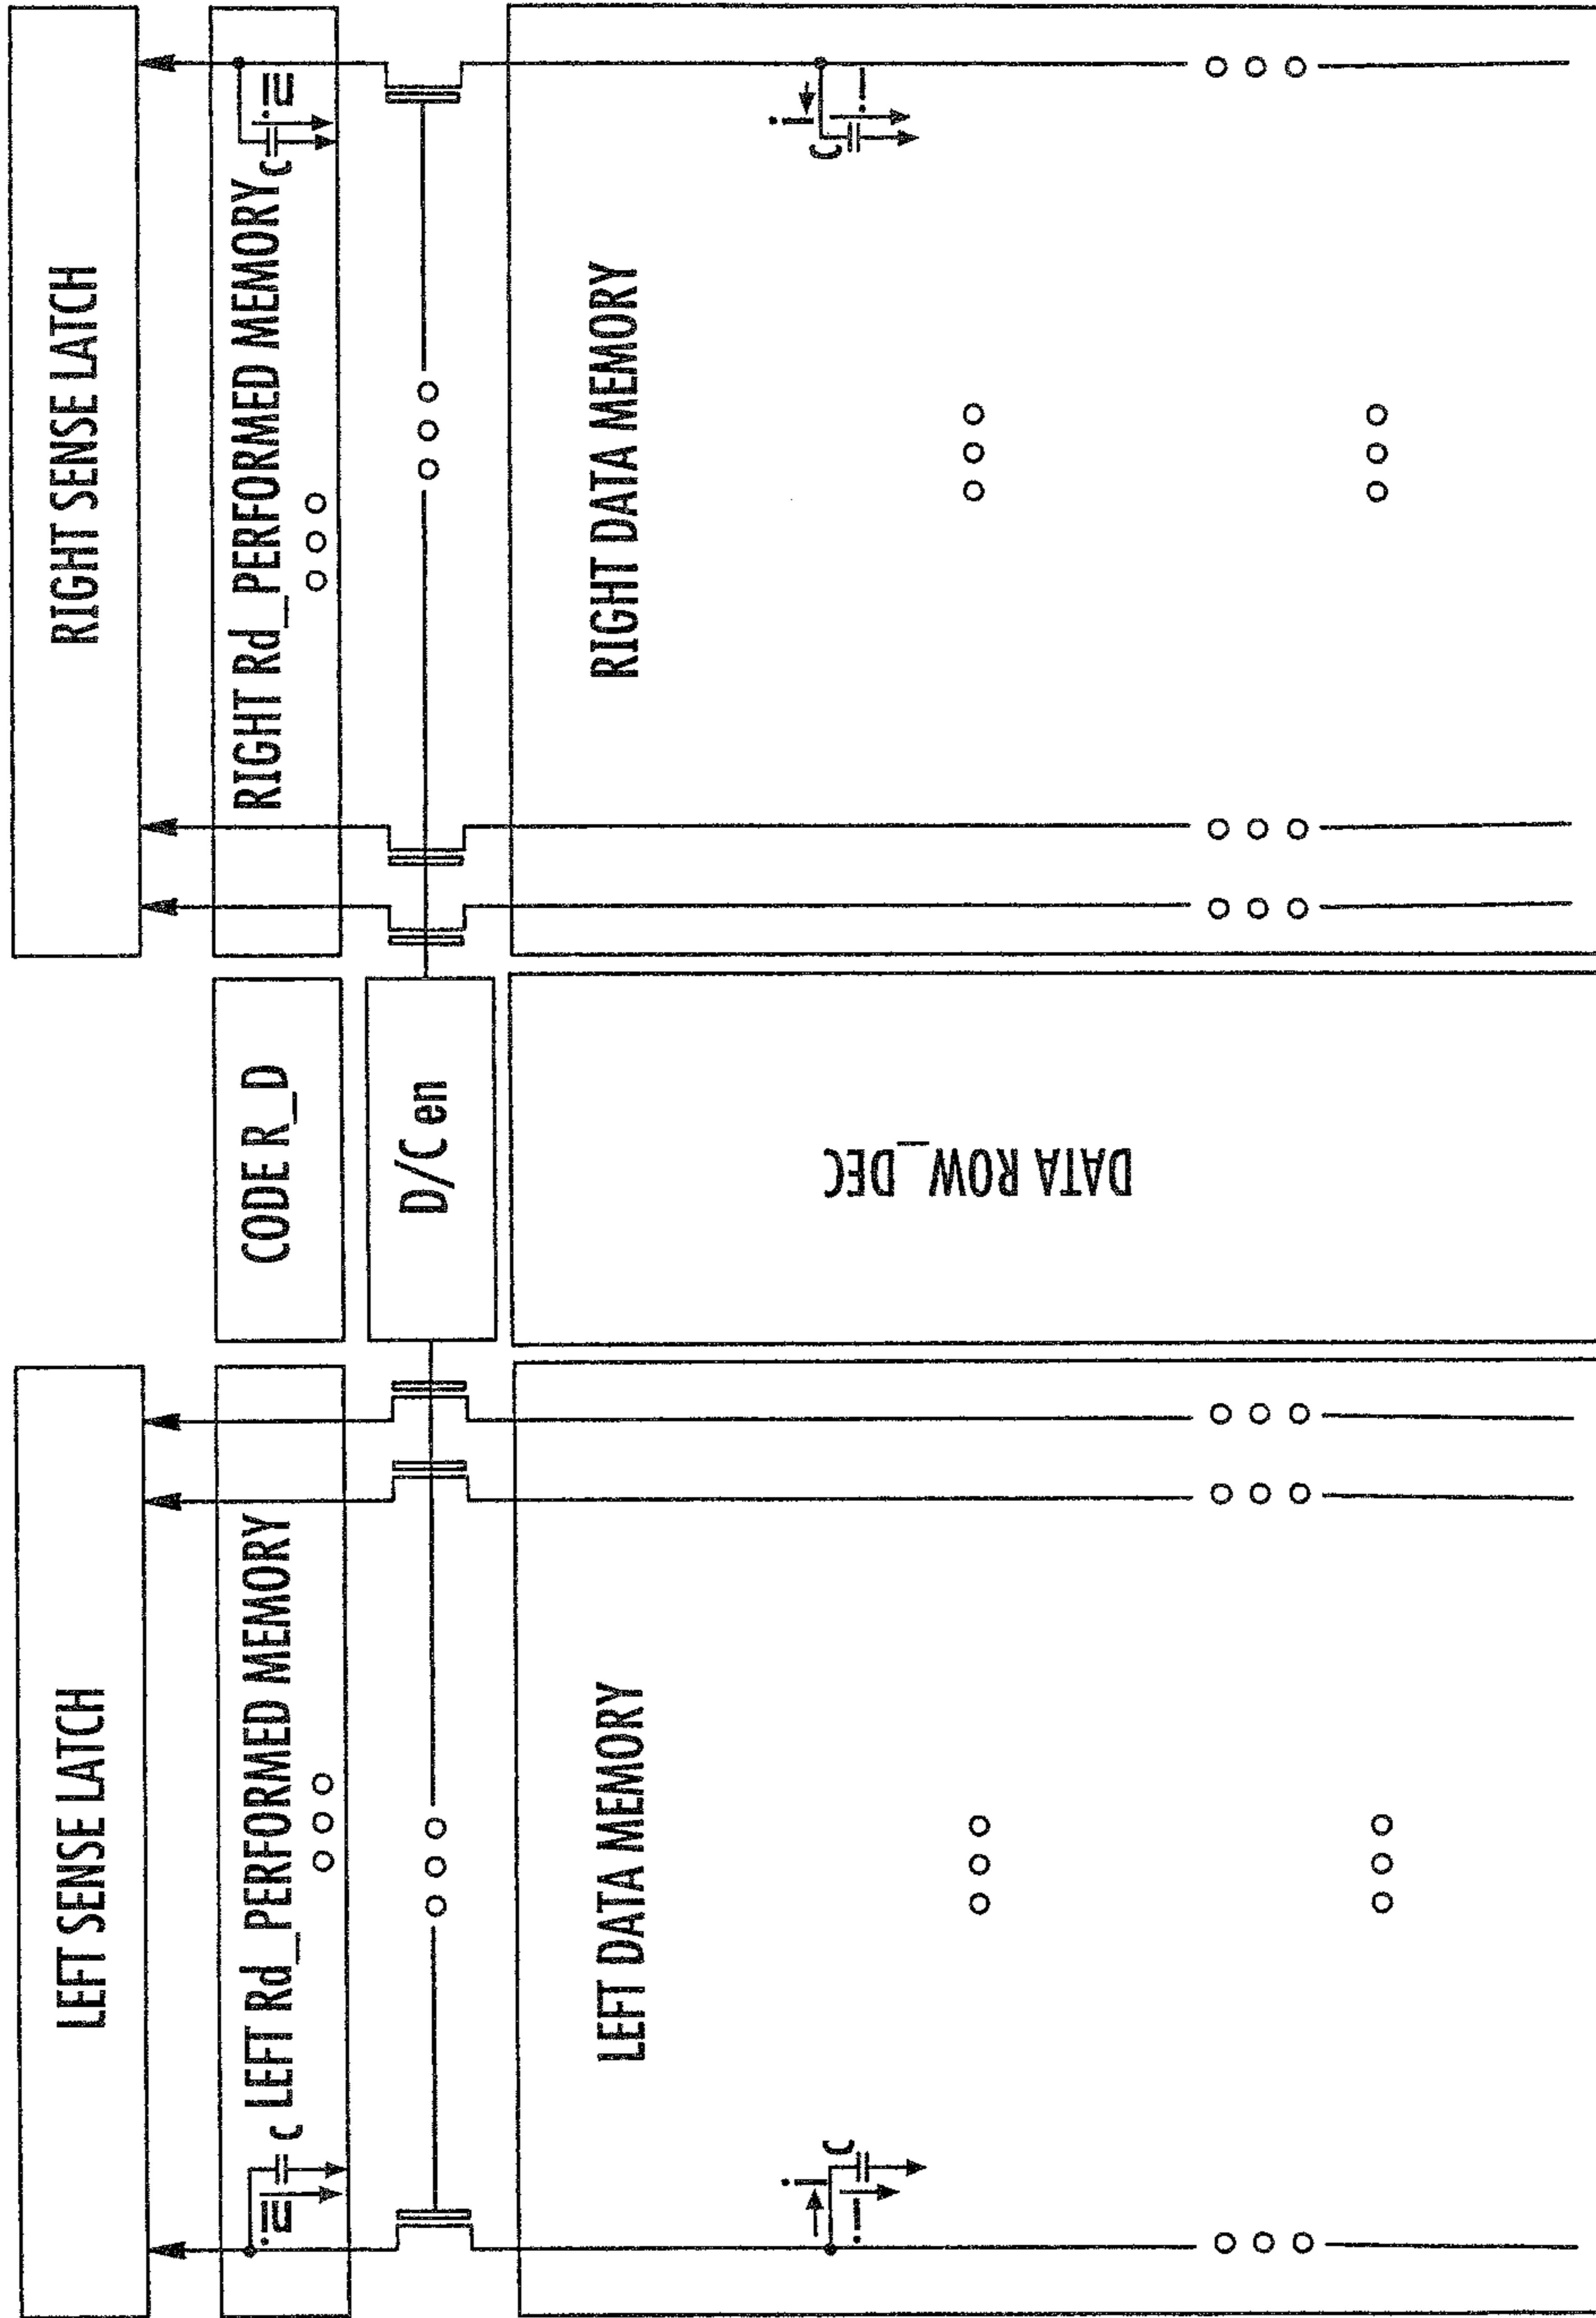 LEFT SENSE LATCH
RIGHT SENSE LATCH
C
LEFT Rd_PERFORMED MEMORY
CODE R_D
RIGHT Rd_PERFORMED MEMORY
C
D/C en
LEFT DATA MEMORY
DATA ROW_DEC
RIGHT DATA MEMORY
i
C
i
C